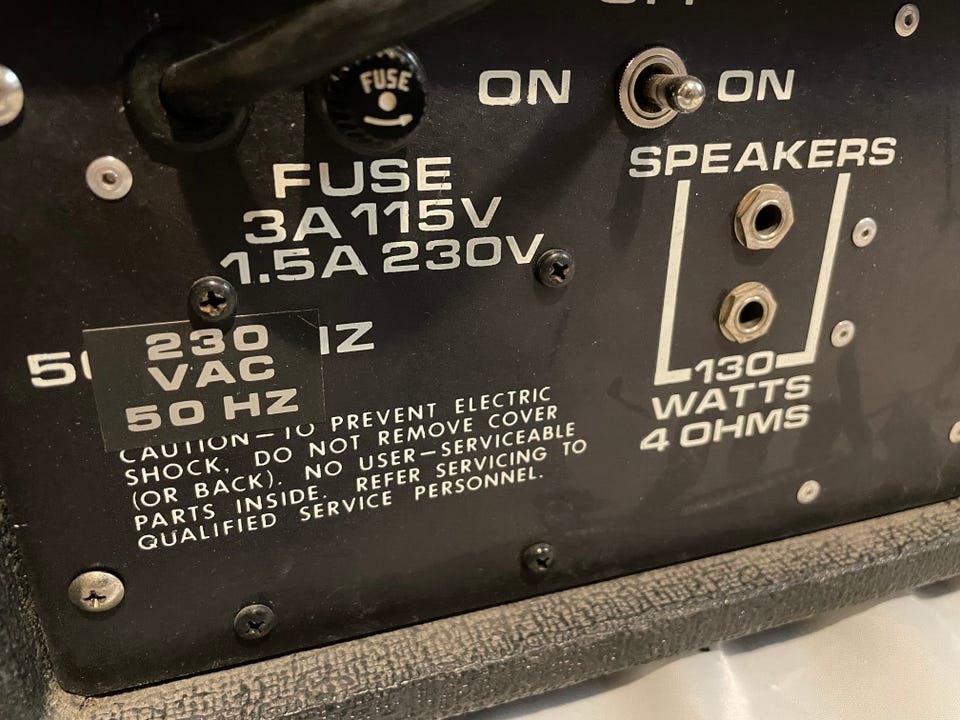 FUSE
ON ON
SPEAKERS
FUSE
3A 115V
1.5A 230V
230
VAC
50 HZ
130
WATTS
4 OHMS
CAUTION—TO PREVENT ELECTRIC
SHOCK, DO NOT REMOVE COVER
(OR BACK). NO USER—SERVICEABLE
PARTS INSIDE. REFER SERVICING TO
QUALIFIED SERVICE PERSONNEL.